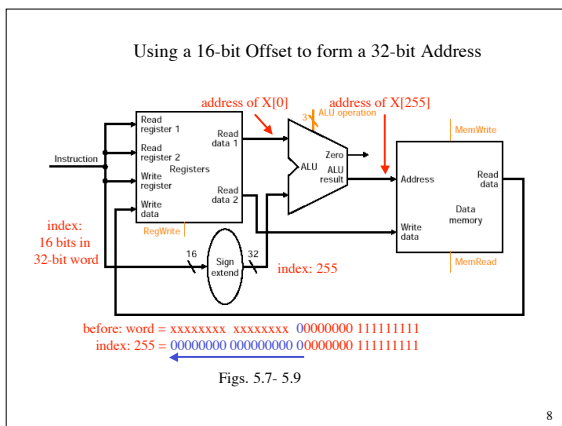 Using a 16-bit Offset to form a 32-bit Address
address of X[0]
address of X[255]
3
ALU operation
Read
register 1
Read
register 2
Write
register
Write
data
Registers
Read
data 1
Read
data 2
RegWrite
Instruction
Zero
ALU
ALU
result
MemWrite
Address
Read
data
Write
data
Data
memory
MemRead
index:
16 bits in
32-bit word
16
Sign
extend
32
index: 255
before: word = xxxxxxxx xxxxxxxx 00000000 111111111
index: 255 = 00000000 000000000 00000000 111111111
Figs. 5.7- 5.9
8